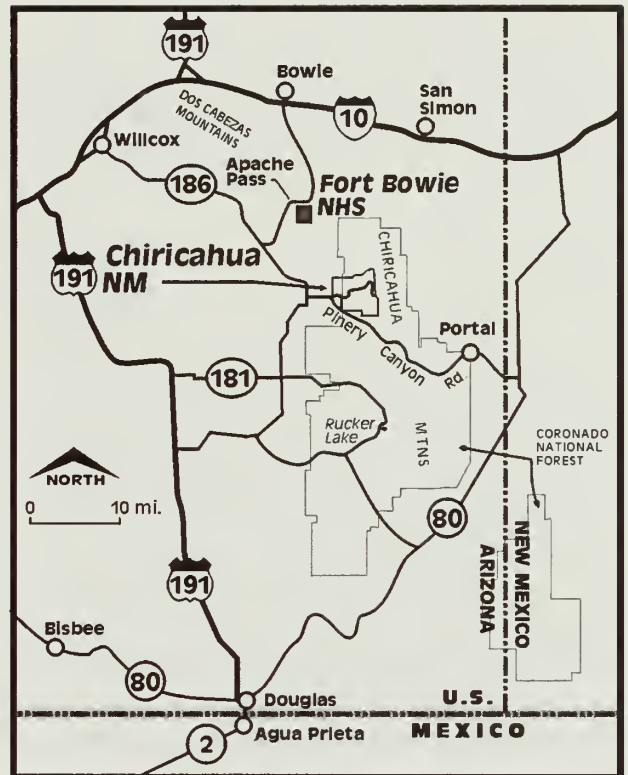 191
Bowie
DOS CABEZAS
MOUNTAINS
San
Simon
10
Willcox
186
Apache
Pass
Fort Bowie
NHS
Chiricahua
NM
191
CHIRICAHUA
Pinery Canyon Rd.
Portal
181
Rucker
Lake
MTNS
CORONADO
NATIONAL
FOREST
NORTH
0 10 mi.
80
191
ARIZONA
NEW MEXICO
Bisbee
80
Douglas
U.S.
Agua Prieta
MEXICO
2